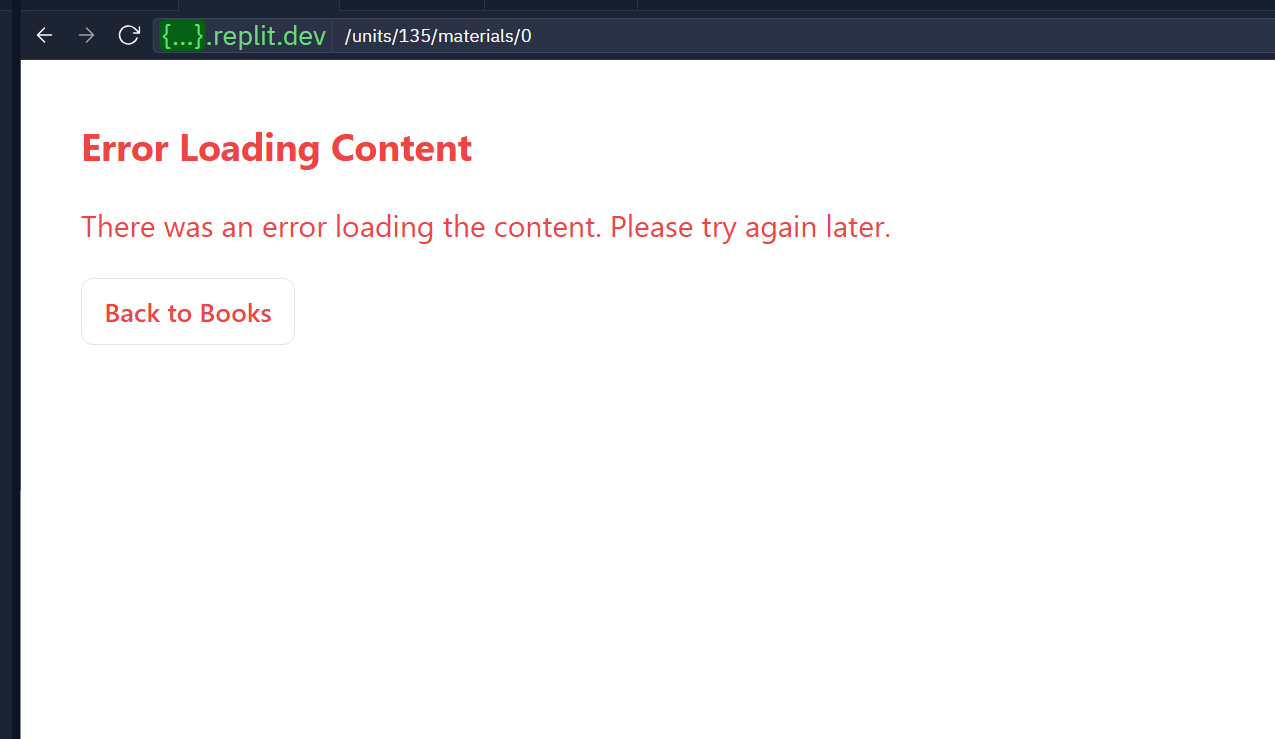 {...}.replit.dev /units/135/materials/0
Error Loading Content
There was an error loading the content. Please try again later.
Back to Books